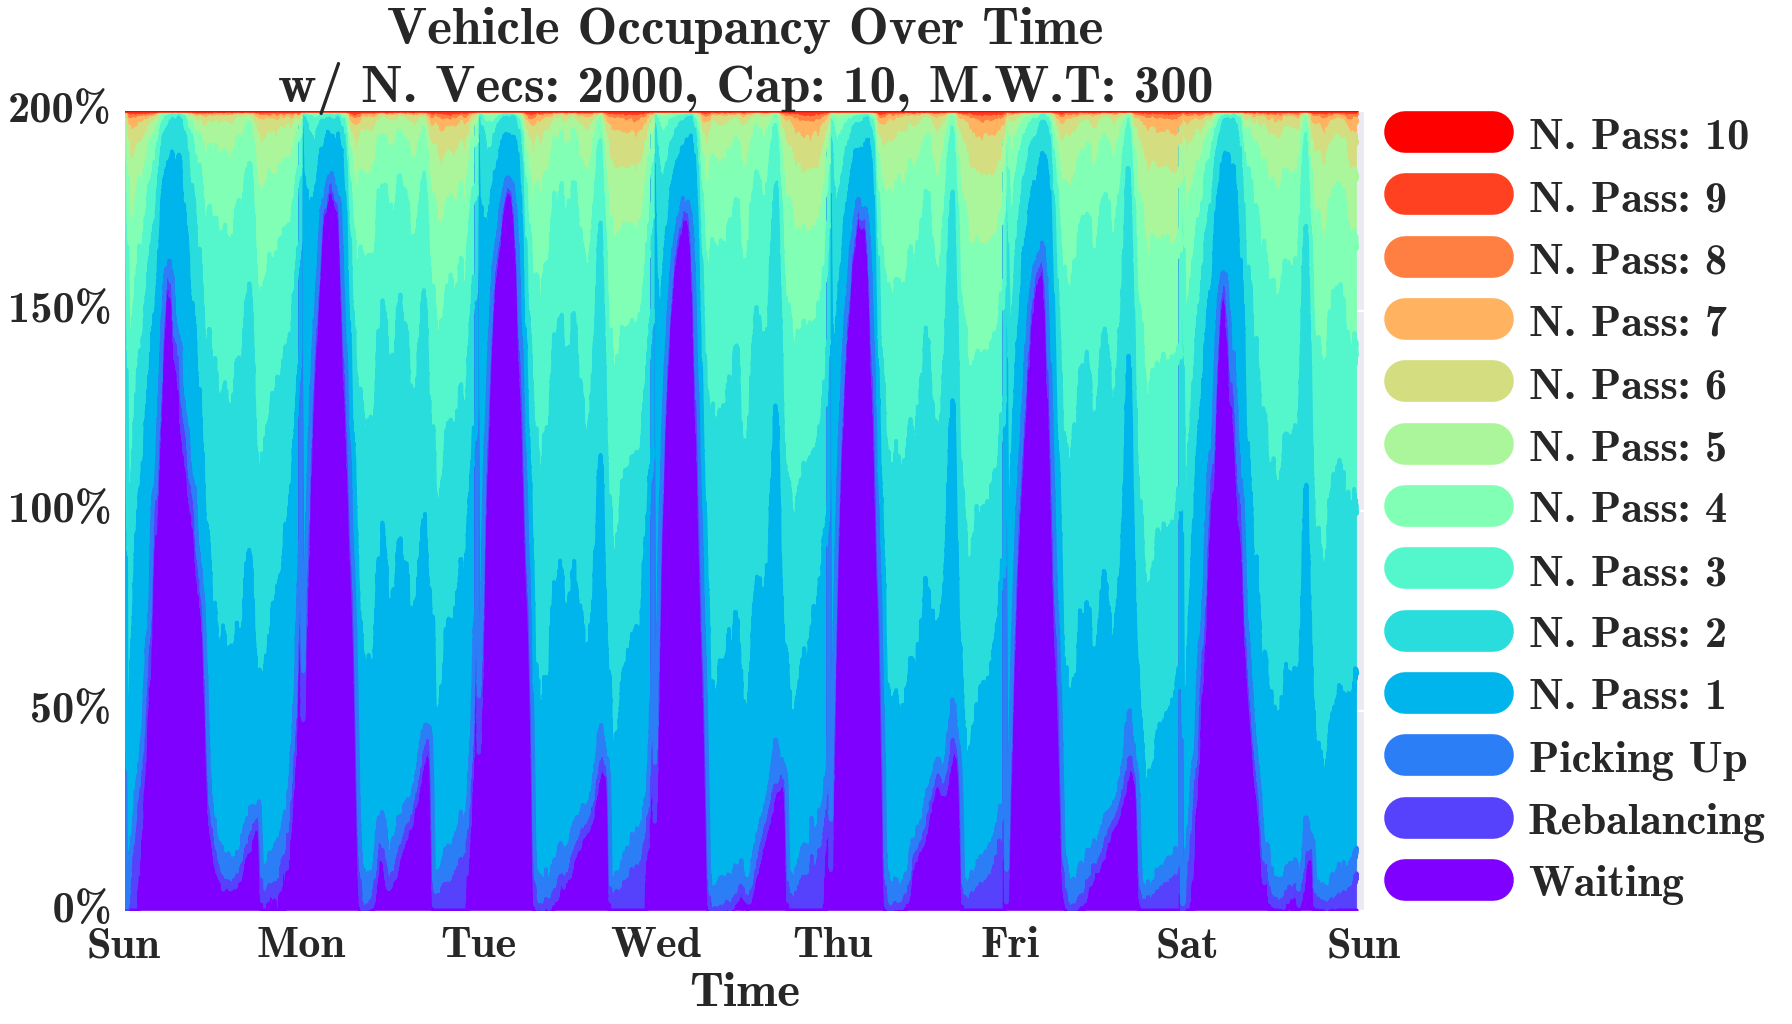 Vehicle Occupancy Over Time
w/ N. Vecs: 2000, Cap: 10, M.W.T: 300
200%
150%
100%
50%
0%
Sun Mon Tue Wed Thu Fri Sat Sun
Time
N. Pass: 10
N. Pass: 9
N. Pass: 8
N. Pass: 7
N. Pass: 6
N. Pass: 5
N. Pass: 4
N. Pass: 3
N. Pass: 2
N. Pass: 1
Picking Up
Rebalancing
Waiting